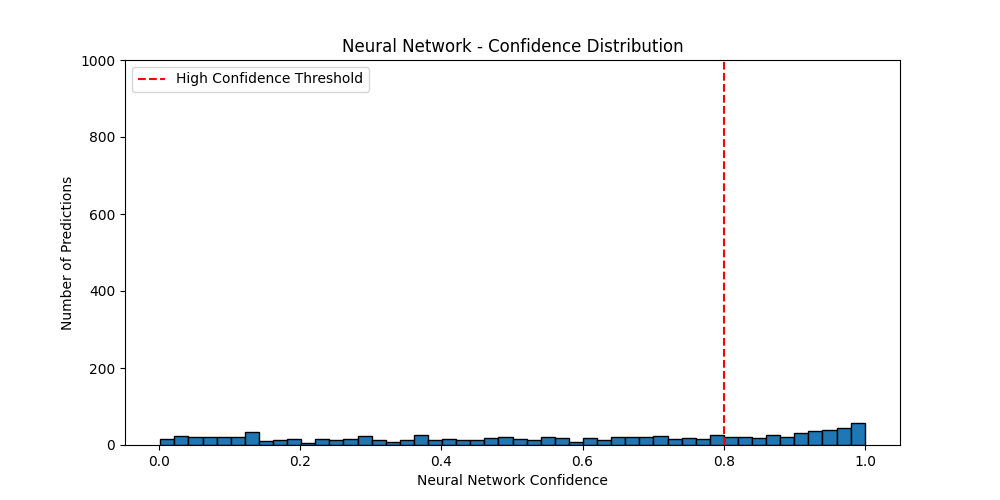 Neural Network - Confidence Distribution
High Confidence Threshold
Number of Predictions
1000
800
600
400
200
0
0.0 0.2 0.4 0.6 0.8 1.0
Neural Network Confidence